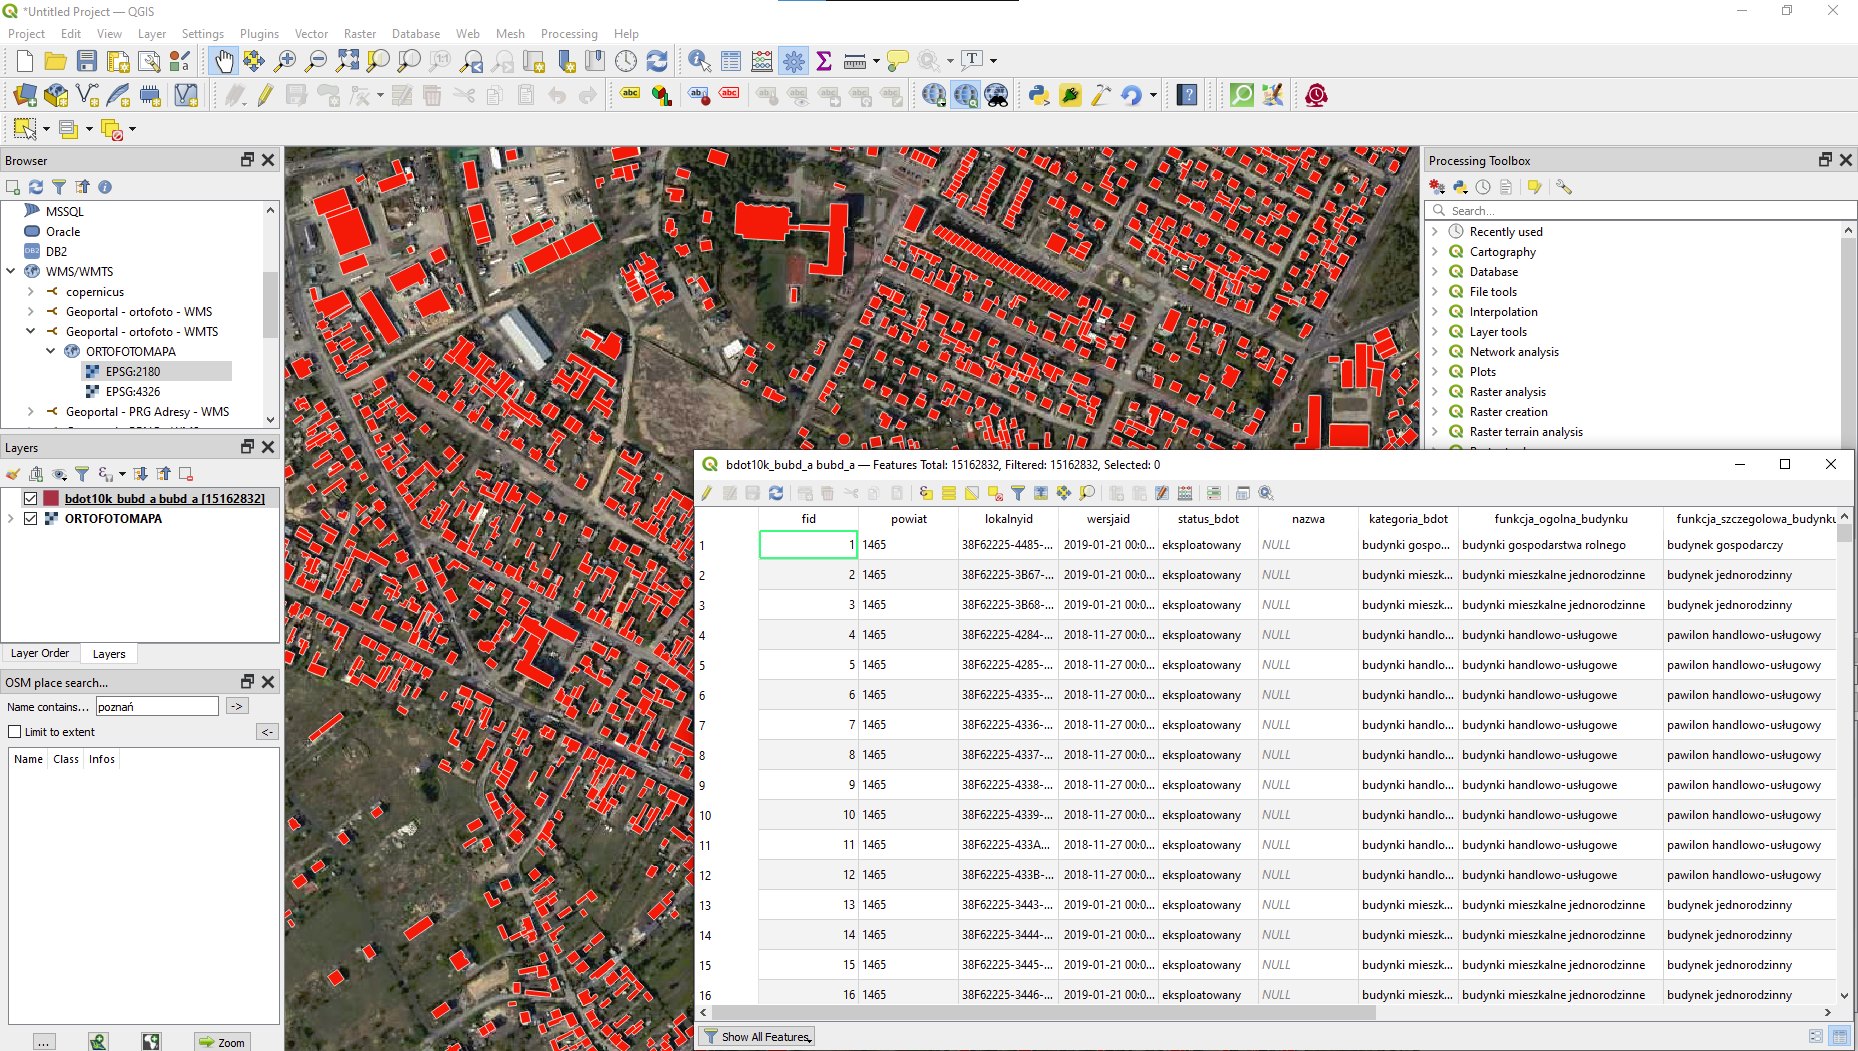 *Untitled Project — QGIS
Project Edit View Layer Settings Plugins Vector Raster Database Web Mesh Processing Help
Browser
MSSQL
Oracle
DB2
WMS/WMTS
copernicus
Geoportal - ortofoto - WMS
Geoportal - ortofoto - WMTS
ORTOFOTOMAPA
EPSG:2180
EPSG:4326
Geoportal - PRG Adresy - WMS
Layers
bdot10k_bubd_a bubd_a [15162832]
ORTOFOTOMAPA
Layer Order Layers
OSM place search...
Name contains... poznań ->
Limit to extent <-
Name Class Infos
... Zoom
Processing Toolbox
Search...
Recently used
Cartography
Database
File tools
Interpolation
Layer tools
Network analysis
Plots
Raster analysis
Raster creation
Raster terrain analysis
bdot10k_bubd_a bubd_a — Features Total: 15162832, Filtered: 15162832, Selected: 0
fid powiat lokalnyid wersjaid status_bdot nazwa kategoria_bdot funkcja_ogolna_budynku funkcja_szczegolowa_budynku
1 1 1465 38F62225-4485-... 2019-01-21 00:0... eksploatowany NULL budynki gospo... budynki gospodarstwa rolnego budynek gospodarczy
2 2 1465 38F62225-3B67-... 2019-01-21 00:0... eksploatowany NULL budynki mieszk... budynki mieszkalne jednorodzinne budynek jednorodzinny
3 3 1465 38F62225-3B68-... 2019-01-21 00:0... eksploatowany NULL budynki mieszk... budynki mieszkalne jednorodzinne budynek jednorodzinny
4 4 1465 38F62225-4284-... 2018-11-27 00:0... eksploatowany NULL budynki handlo... budynki handlowo-usługowe pawilon handlowo-usługowy
5 5 1465 38F62225-4285-... 2018-11-27 00:0... eksploatowany NULL budynki handlo... budynki handlowo-usługowe pawilon handlowo-usługowy
6 6 1465 38F62225-4335-... 2018-11-27 00:0... eksploatowany NULL budynki handlo... budynki handlowo-usługowe pawilon handlowo-usługowy
7 7 1465 38F62225-4336-... 2018-11-27 00:0... eksploatowany NULL budynki handlo... budynki handlowo-usługowe pawilon handlowo-usługowy
8 8 1465 38F62225-4337-... 2018-11-27 00:0... eksploatowany NULL budynki handlo... budynki handlowo-usługowe pawilon handlowo-usługowy
9 9 1465 38F62225-4338-... 2018-11-27 00:0... eksploatowany NULL budynki handlo... budynki handlowo-usługowe pawilon handlowo-usługowy
10 10 1465 38F62225-4339-... 2018-11-27 00:0... eksploatowany NULL budynki handlo... budynki handlowo-usługowe pawilon handlowo-usługowy
11 11 1465 38F62225-433A... 2018-11-27 00:0... eksploatowany NULL budynki handlo... budynki handlowo-usługowe pawilon handlowo-usługowy
12 12 1465 38F62225-433B-... 2018-11-27 00:0... eksploatowany NULL budynki handlo... budynki handlowo-usługowe pawilon handlowo-usługowy
13 13 1465 38F62225-3443-... 2019-01-21 00:0... eksploatowany NULL budynki mieszk... budynki mieszkalne jednorodzinne budynek jednorodzinny
14 14 1465 38F62225-3444-... 2019-01-21 00:0... eksploatowany NULL budynki mieszk... budynki mieszkalne jednorodzinne budynek jednorodzinny
15 15 1465 38F62225-3445-... 2019-01-21 00:0... eksploatowany NULL budynki mieszk... budynki mieszkalne jednorodzinne budynek jednorodzinny
16 16 1465 38F62225-3446-... 2019-01-21 00:0... eksploatowany NULL budynki mieszk... budynki mieszkalne jednorodzinne budynek jednorodzinny
Show All Features